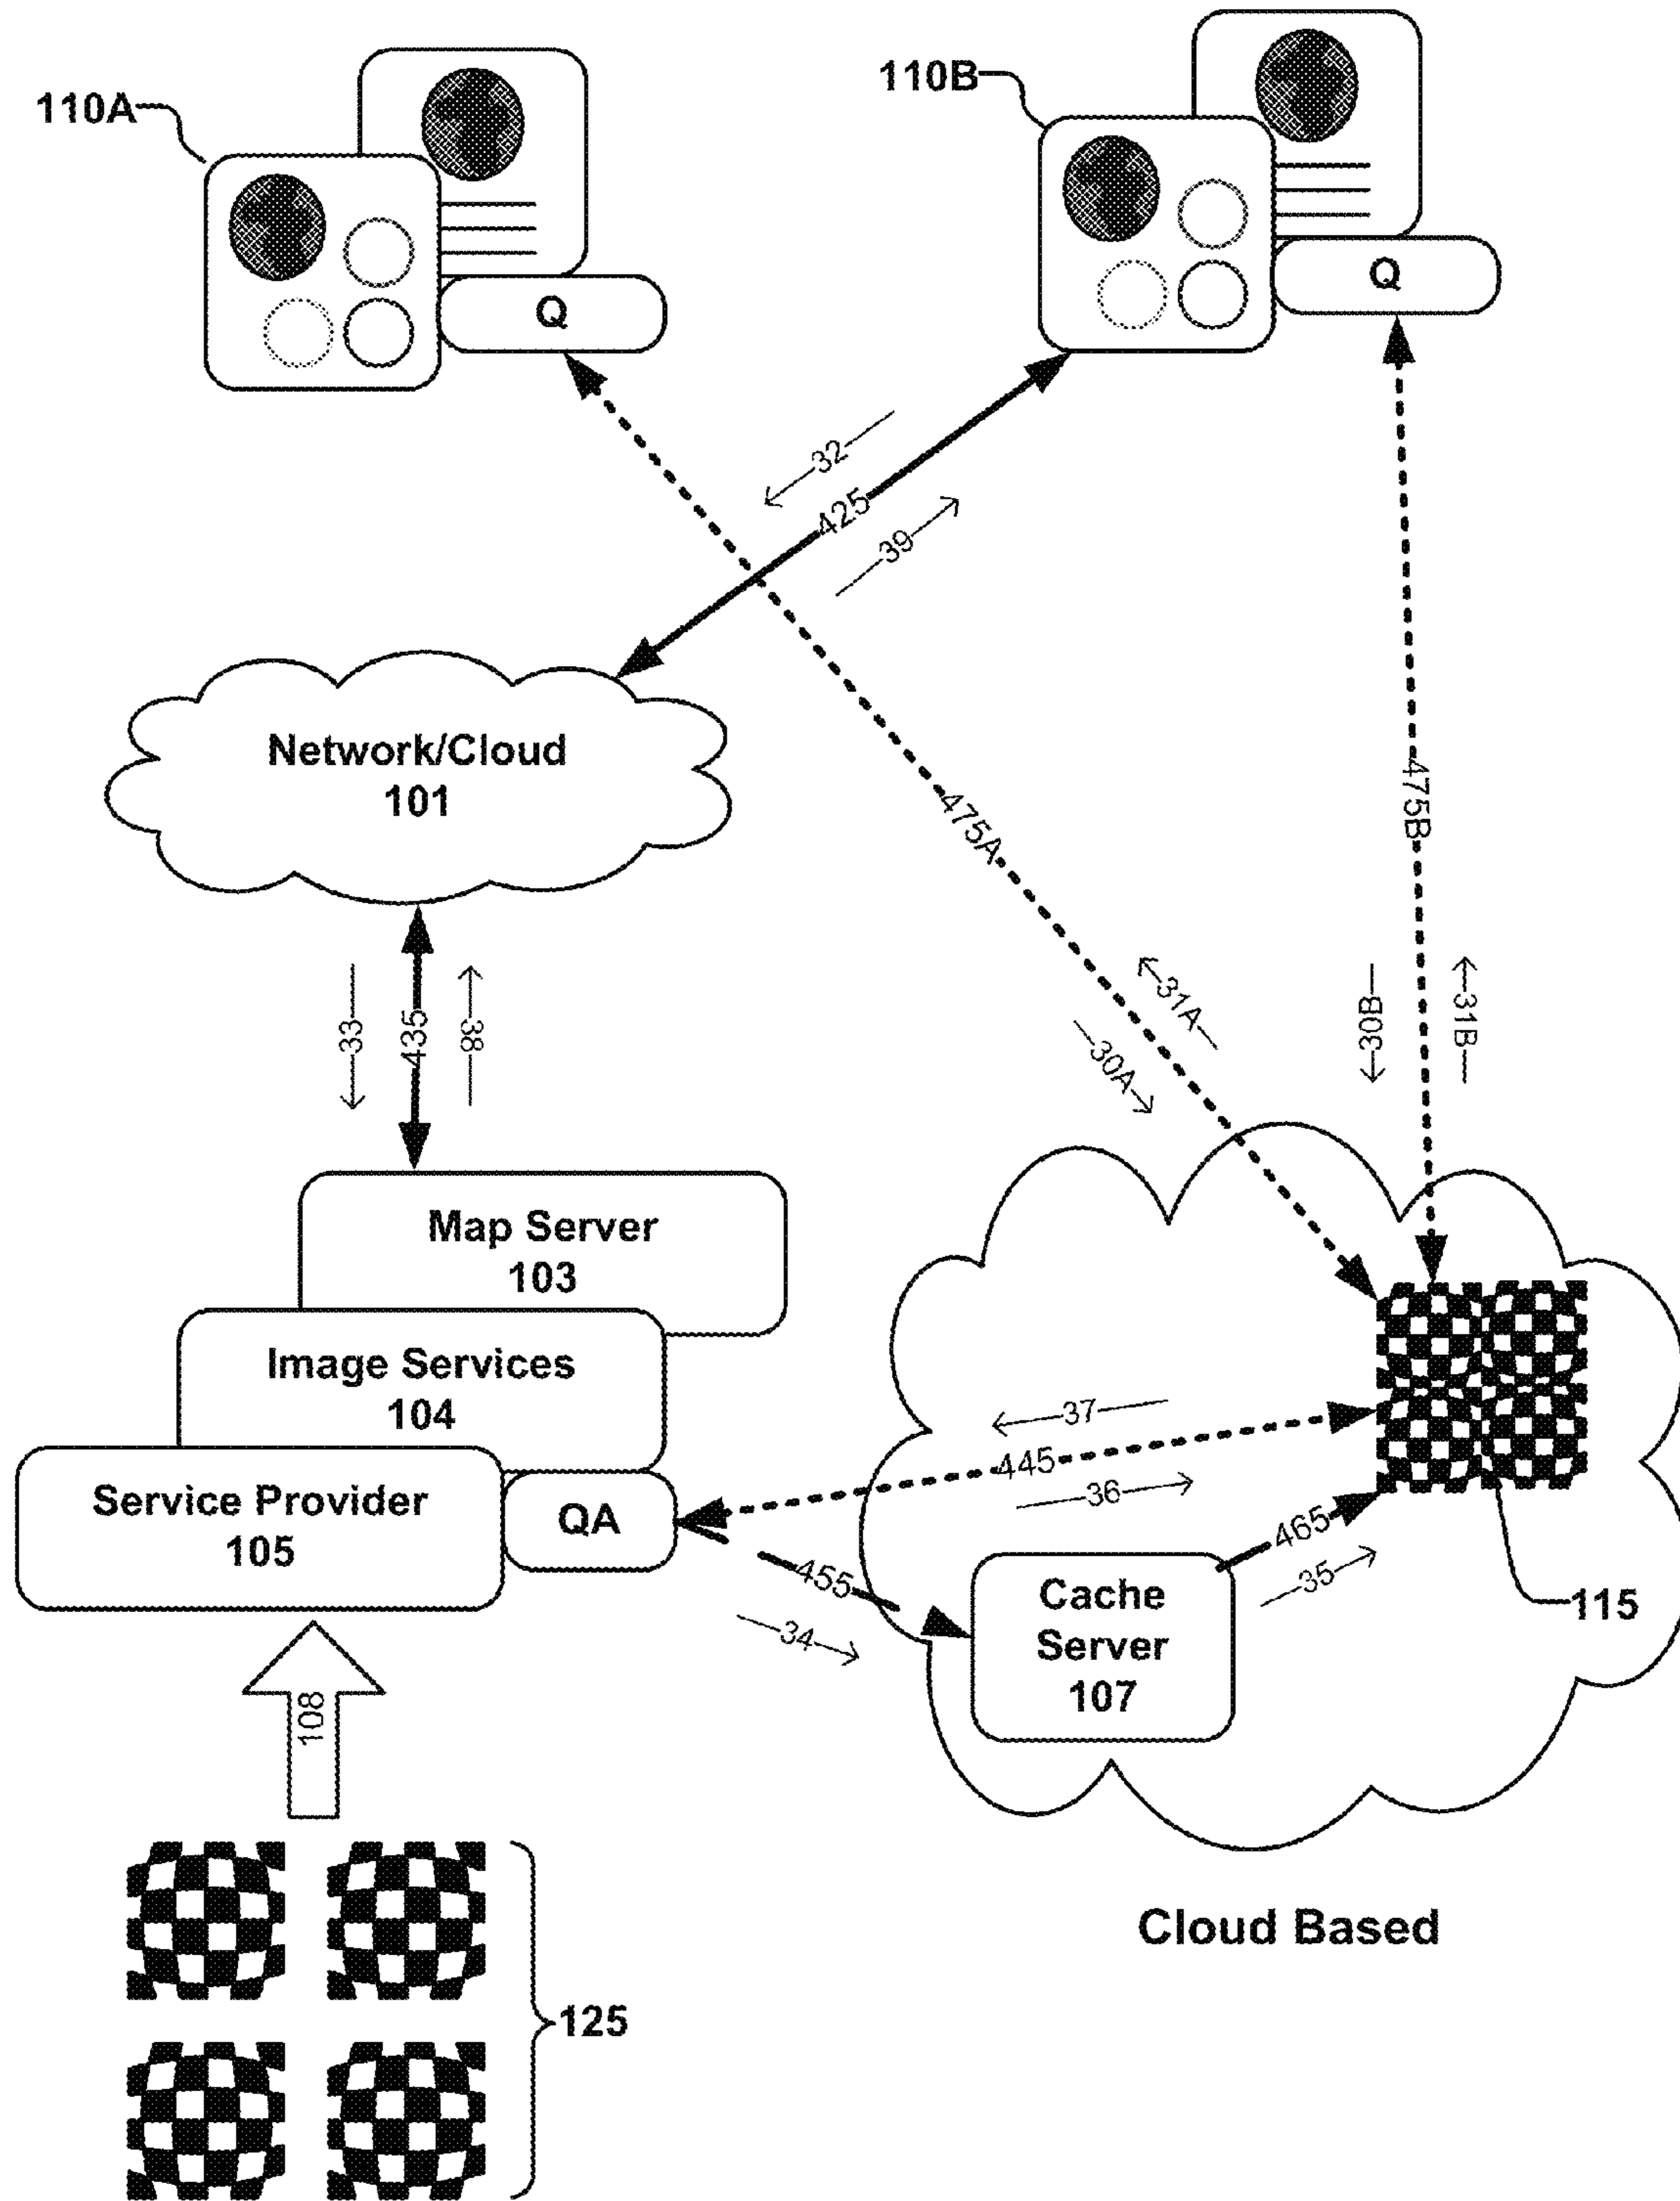 110A
110B
Q
Q
32
425
39
Network/Cloud
101
475A
475B
33
435
38
31A
30A
30B
31B
Map Server
103
Image Services
104
Service Provider
105
QA
37
445
36
455
34
465
35
Cache
Server
107
115
108
125
Cloud Based